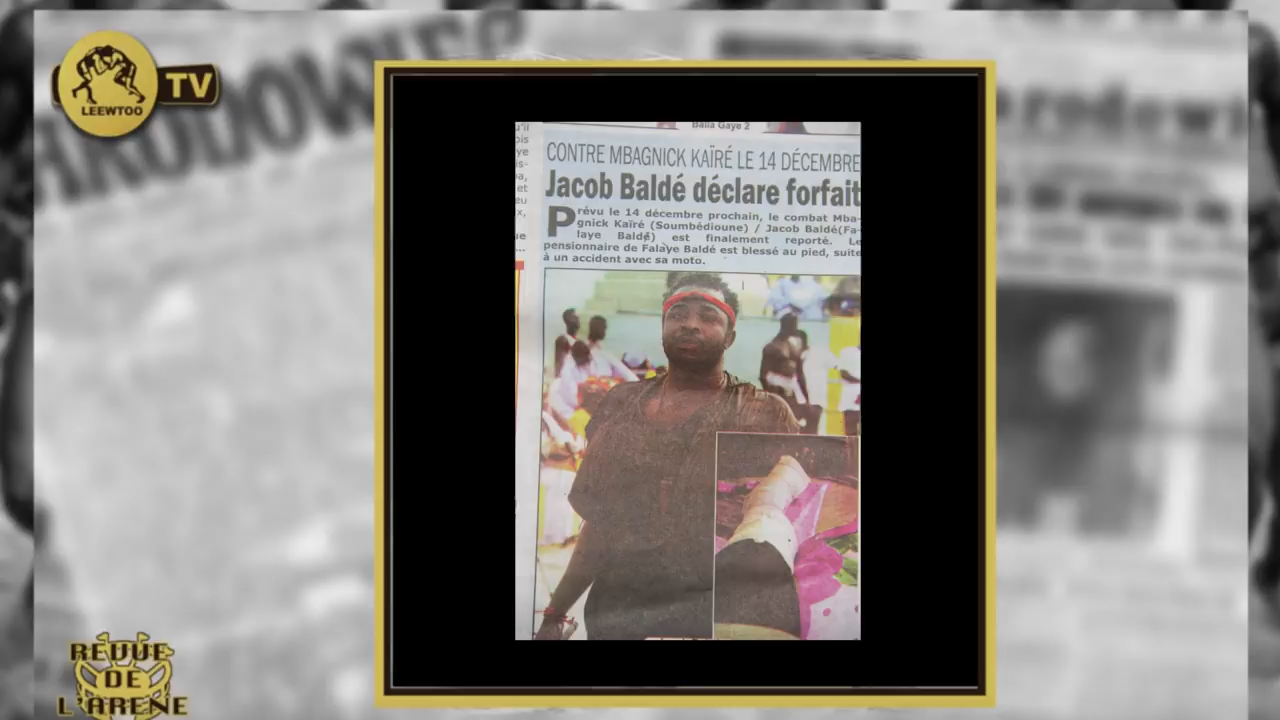 TV
LEEWTOO
Balla Gaye 2
CONTRE MBAGNICK KAÏRÉ LE 14 DÉCEMBRE
Jacob Baldé déclare forfait
Prévu le 14 décembre prochain, le combat Mba-
gnick Kaïré (Soumbédioune) / Jacob Baldé(Fa-
laye Baldé) est finalement reporté. Le
pensionnaire de Falaye Baldé est blessé au pied, suite
à un accident avec sa moto.
REVUE
DE
L'ARENE